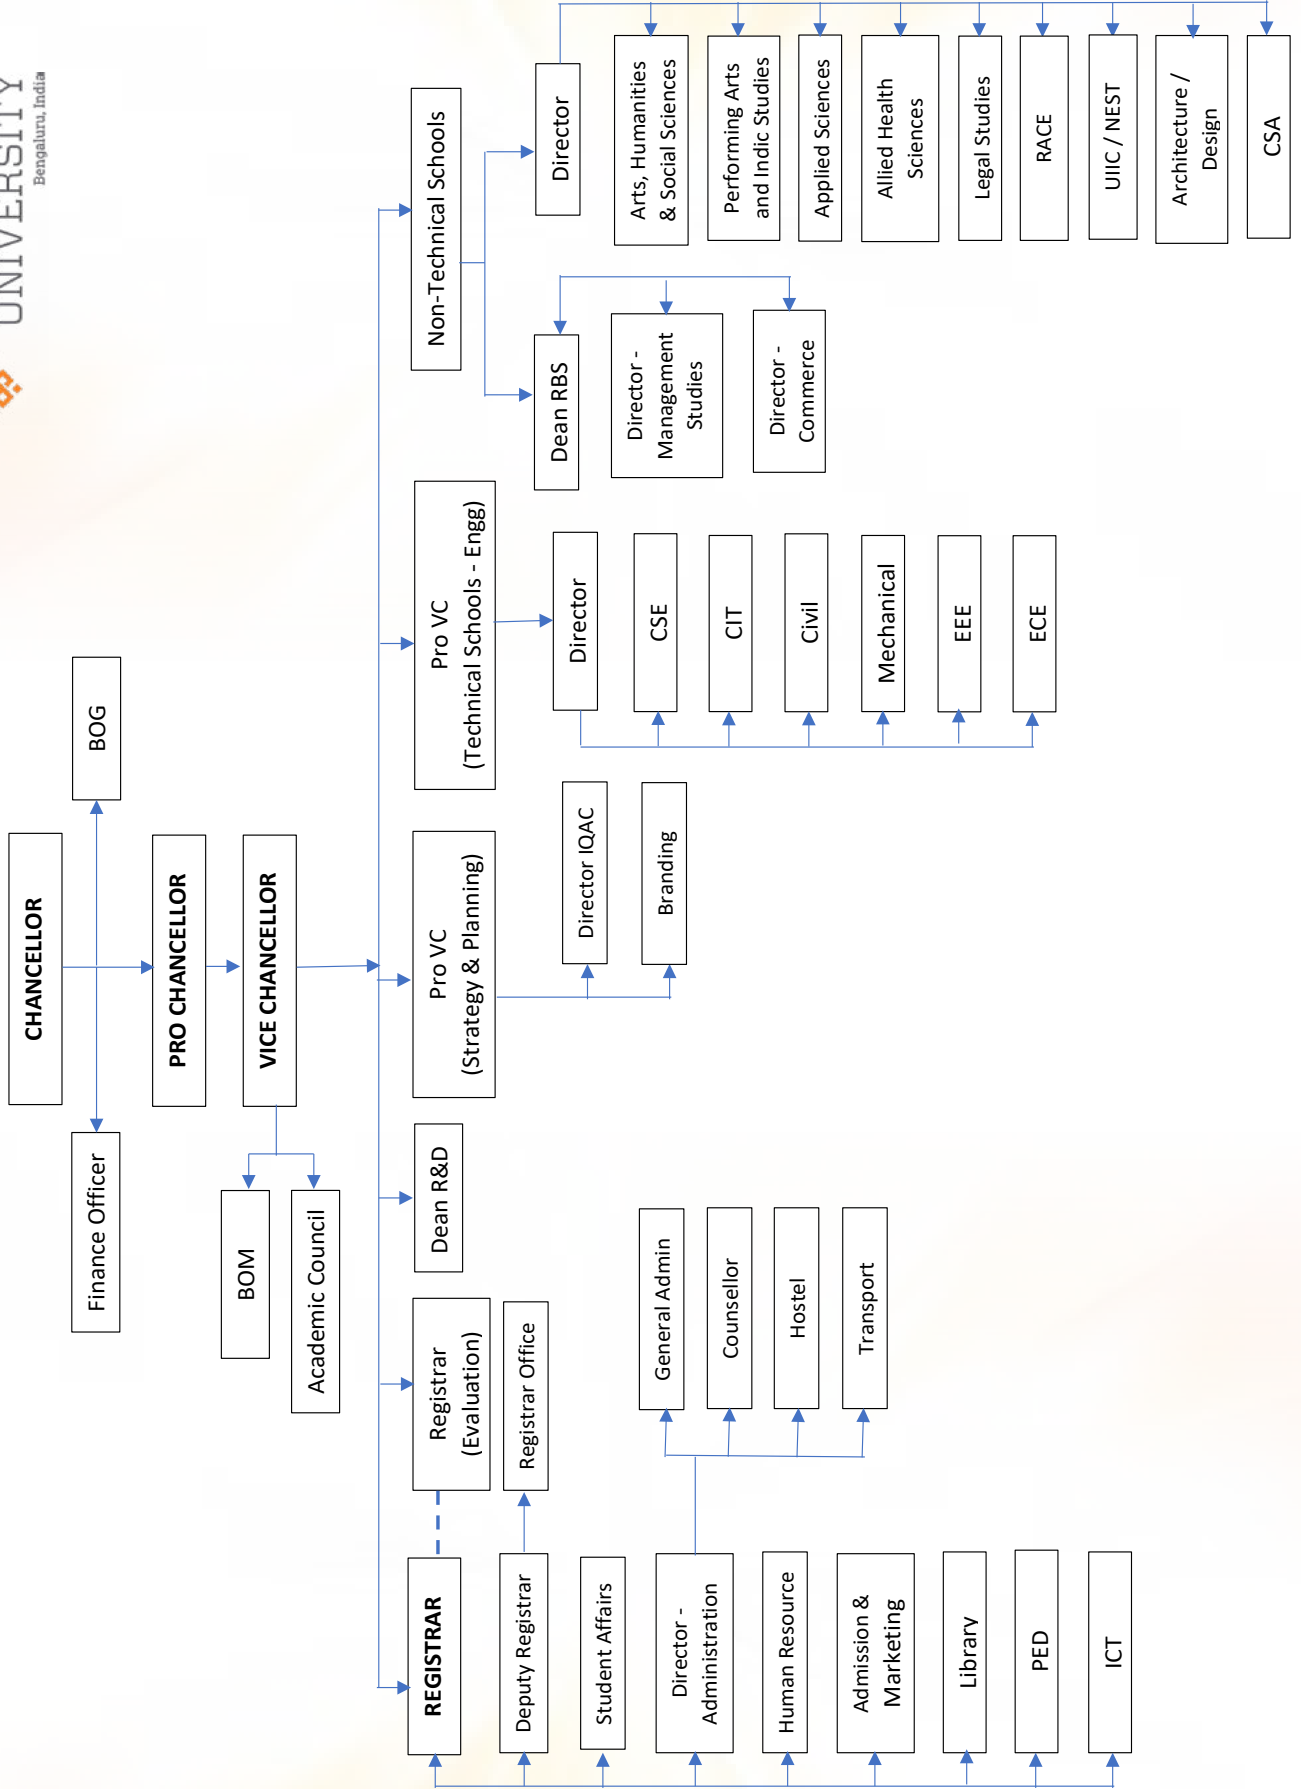 UNIVERSITY
Bengaluru, India
CHANCELLOR
Finance Officer
BOG
PRO CHANCELLOR
VICE CHANCELLOR
BOM
Academic Council
REGISTRAR
Registrar
(Evaluation)
Dean R&D
Pro VC
(Strategy & Planning)
Pro VC
(Technical Schools - Engg)
Non-Technical Schools
Deputy Registrar
Registrar Office
Student Affairs
Director -
Administration
Human Resource
Admission &
Marketing
Library
PED
ICT
General Admin
Counsellor
Hostel
Transport
Director IQAC
Branding
Director
CSE
CIT
Civil
Mechanical
EEE
ECE
Dean RBS
Director -
Management
Studies
Director -
Commerce
Director
Arts, Humanities
& Social Sciences
Performing Arts
and Indic Studies
Applied Sciences
Allied Health
Sciences
Legal Studies
RACE
UIIC / NEST
Architecture /
Design
CSA